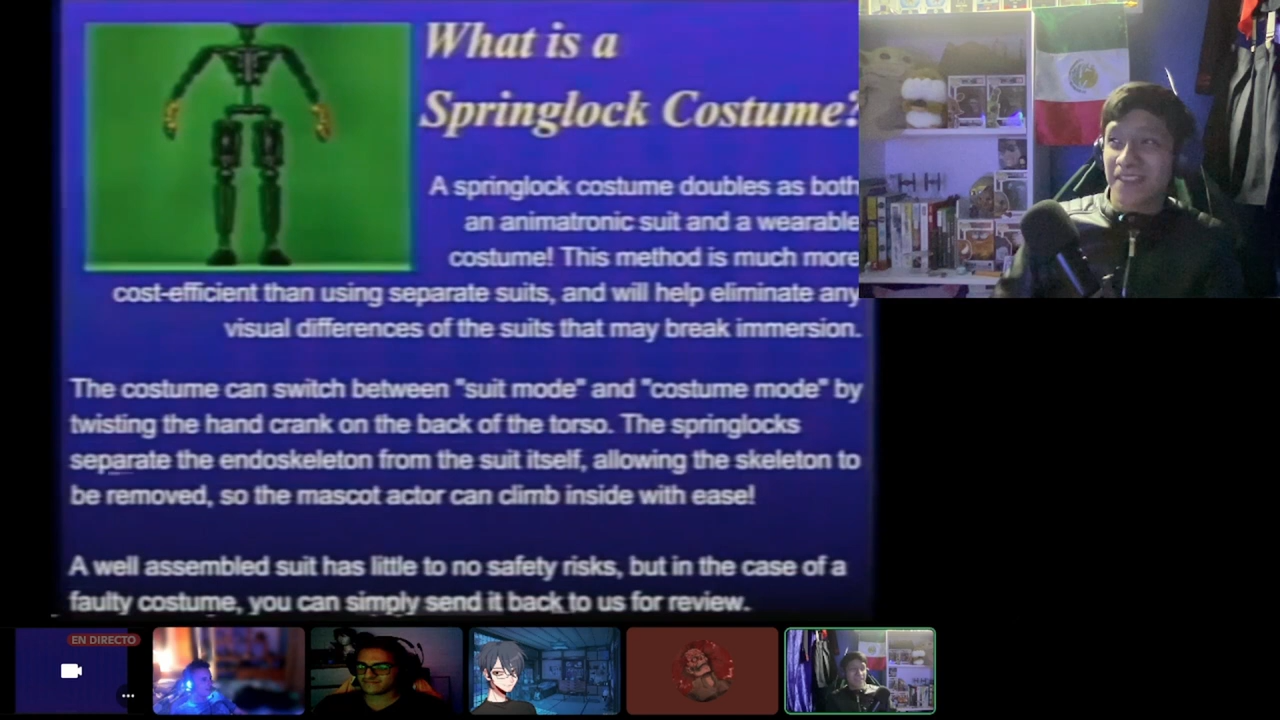 What is a
Springlock Costume?
A springlock costume doubles as both
an animatronic suit and a wearable
costume! This method is much more
cost-efficient than using separate suits, and will help eliminate any
visual differences of the suits that may break immersion.
The costume can switch between "suit mode" and "costume mode" by
twisting the hand crank on the back of the torso. The springlocks
separate the endoskeleton from the suit itself, allowing the skeleton to
be removed, so the mascot actor can climb inside with ease!
A well assembled suit has little to no safety risks, but in the case of a
faulty costume, you can simply send it back to us for review.
EN DIRECTO